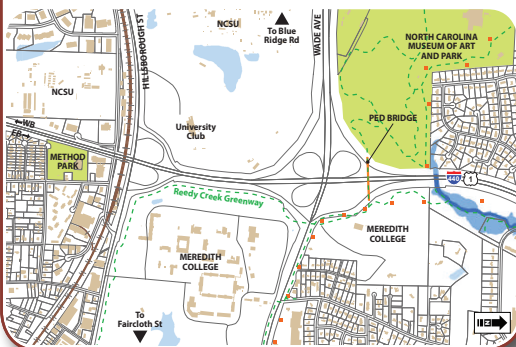 NCSU
To Blue
Ridge Rd
WADE AVE
HILLSBOROUGH ST
NORTH CAROLINA
MUSEUM OF ART
AND PARK
NCSU
PED BRIDGE
WB
EB
University
Club
METHOD
PARK
440
1
Reedy Creek Greenway
MEREDITH
COLLEGE
MEREDITH
COLLEGE
To
Faircloth St